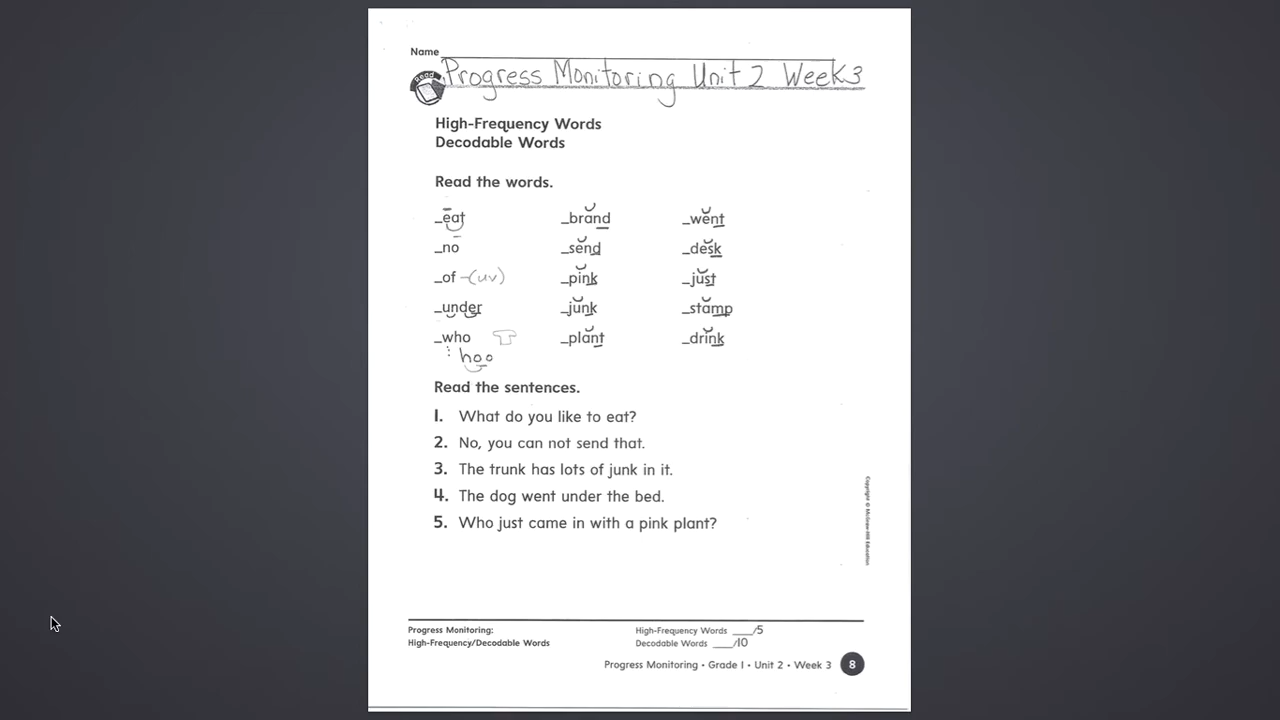 Name
Read
Progress Monitoring Unit 2 Week 3
High-Frequency Words
Decodable Words
Read the words.
_eat _brand _went
_no _send _desk
_of -(uv) _pink _just
_under _junk _stamp
_who _plant _drink
hoo
Read the sentences.
1. What do you like to eat?
2. No, you can not send that.
3. The trunk has lots of junk in it.
4. The dog went under the bed.
5. Who just came in with a pink plant?
Copyright © McGraw-Hill Education
Progress Monitoring: High-Frequency Words ___/5
High-Frequency/Decodable Words Decodable Words ___/10
Progress Monitoring • Grade 1 • Unit 2 • Week 3 8